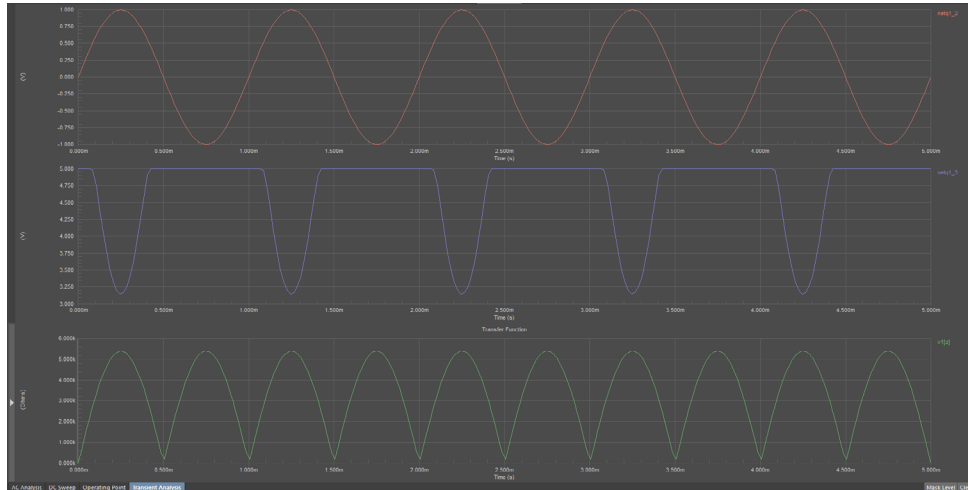 1.000
netq1_2
0.750
0.500
0.250
(V)
0.000
-0.250
-0.500
-0.750
-1.000
0.000m 0.500m 1.000m 1.500m 2.000m 2.500m 3.000m 3.500m 4.000m 4.500m 5.000m
Time (s)
5.000
4.750
4.500
4.250
(V)
4.000
3.750
3.500
3.250
3.000
0.000m 0.500m 1.000m 1.500m 2.000m 2.500m 3.000m 3.500m 4.000m 4.500m 5.000m
Time (s)
Transfer Function
6.000k
5.000k
4.000k
3.000k
(Others)
2.000k
1.000k
0.000k
0.000m 0.500m 1.000m 1.500m 2.000m 2.500m 3.000m 3.500m 4.000m 4.500m 5.000m
Time (s)
AC Analysis DC Sweep Operating Point Transient Analysis Mask Level Cle